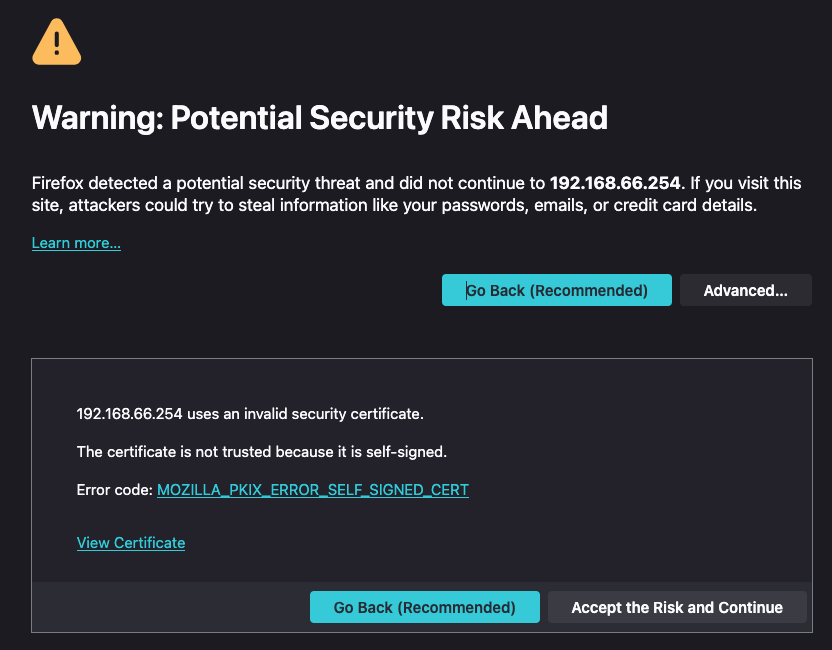 Warning: Potential Security Risk Ahead
Firefox detected a potential security threat and did not continue to 192.168.66.254. If you visit this
site, attackers could try to steal information like your passwords, emails, or credit card details.
Learn more...
Go Back (Recommended)
Advanced...
192.168.66.254 uses an invalid security certificate.
The certificate is not trusted because it is self-signed.
Error code: MOZILLA_PKIX_ERROR_SELF_SIGNED_CERT
View Certificate
Go Back (Recommended)
Accept the Risk and Continue